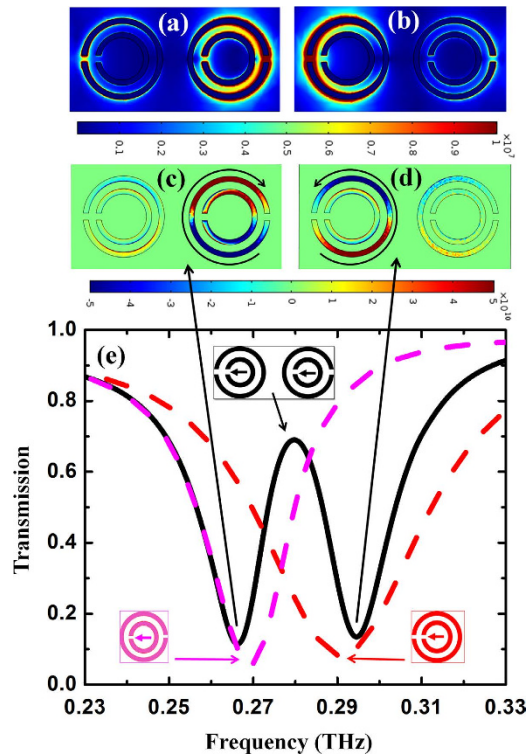 (a) (b)
0.1 0.2 0.3 0.4 0.5 0.6 0.7 0.8 0.9 1 ×10⁷
(c) (d)
-5 -4 -3 -2 -1 0 1 2 3 4 5 ×10¹⁰
(e)
1.0
0.8
0.6
0.4
0.2
0.0
Transmission
0.23 0.25 0.27 0.29 0.31 0.33
Frequency (THz)